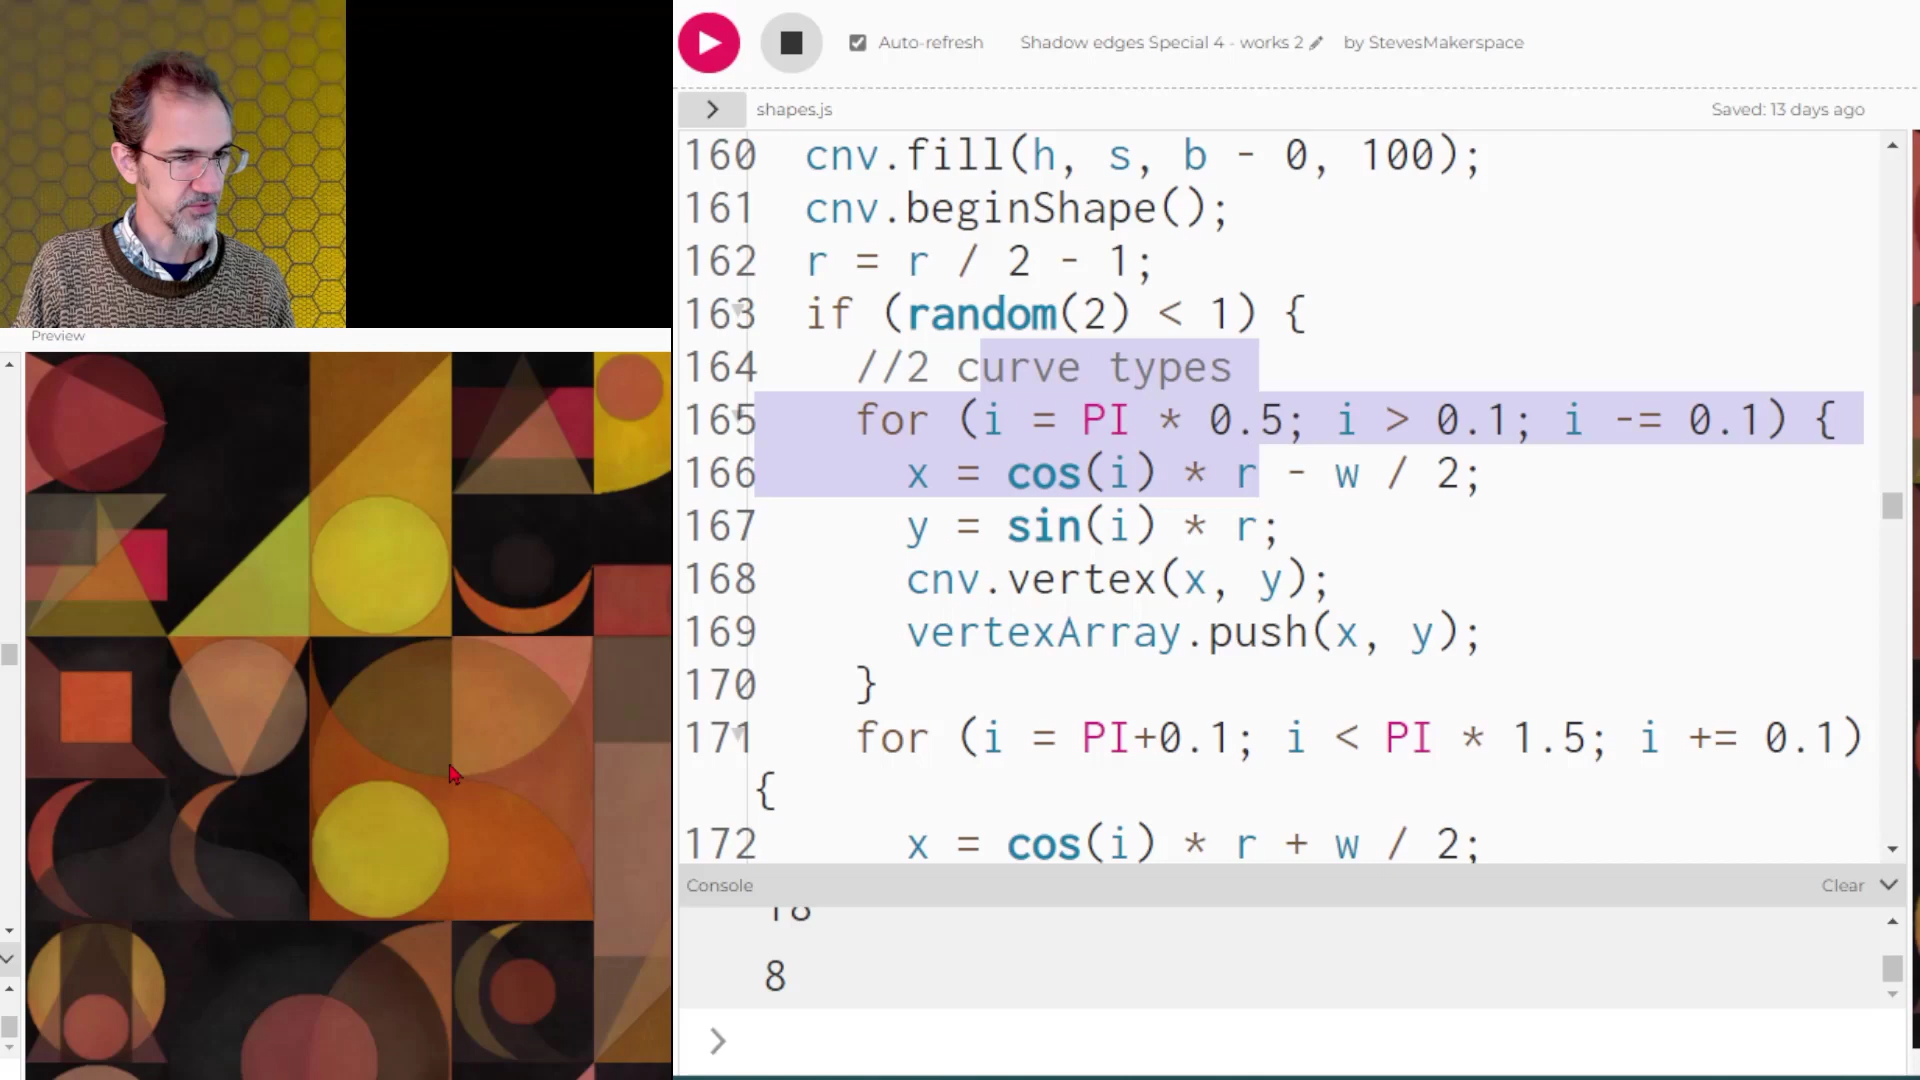 Auto-refresh
Shadow edges Special 4 - works 2
by StevesMakerspace
shapes.js
Saved: 13 days ago
Preview
160 cnv.fill(h, s, b - 0, 100);
161 cnv.beginShape();
162 r = r / 2 - 1;
163 if (random(2) < 1) {
164 //2 curve types
165 for (i = PI * 0.5; i > 0.1; i -= 0.1) {
166 x = cos(i) * r - w / 2;
167 y = sin(i) * r;
168 cnv.vertex(x, y);
169 vertexArray.push(x, y);
170 }
171 for (i = PI+0.1; i < PI * 1.5; i += 0.1)
{
172 x = cos(i) * r + w / 2;
Console
Clear
8